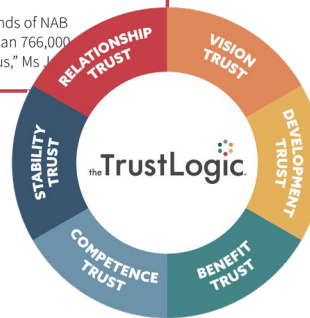 nds of NAB
an 766,000
us,” Ms J
RELATIONSHIP
TRUST
VISION
TRUST
DEVELOPMENT
TRUST
BENEFIT
TRUST
COMPETENCE
TRUST
STABILITY
TRUST
the TrustLogic